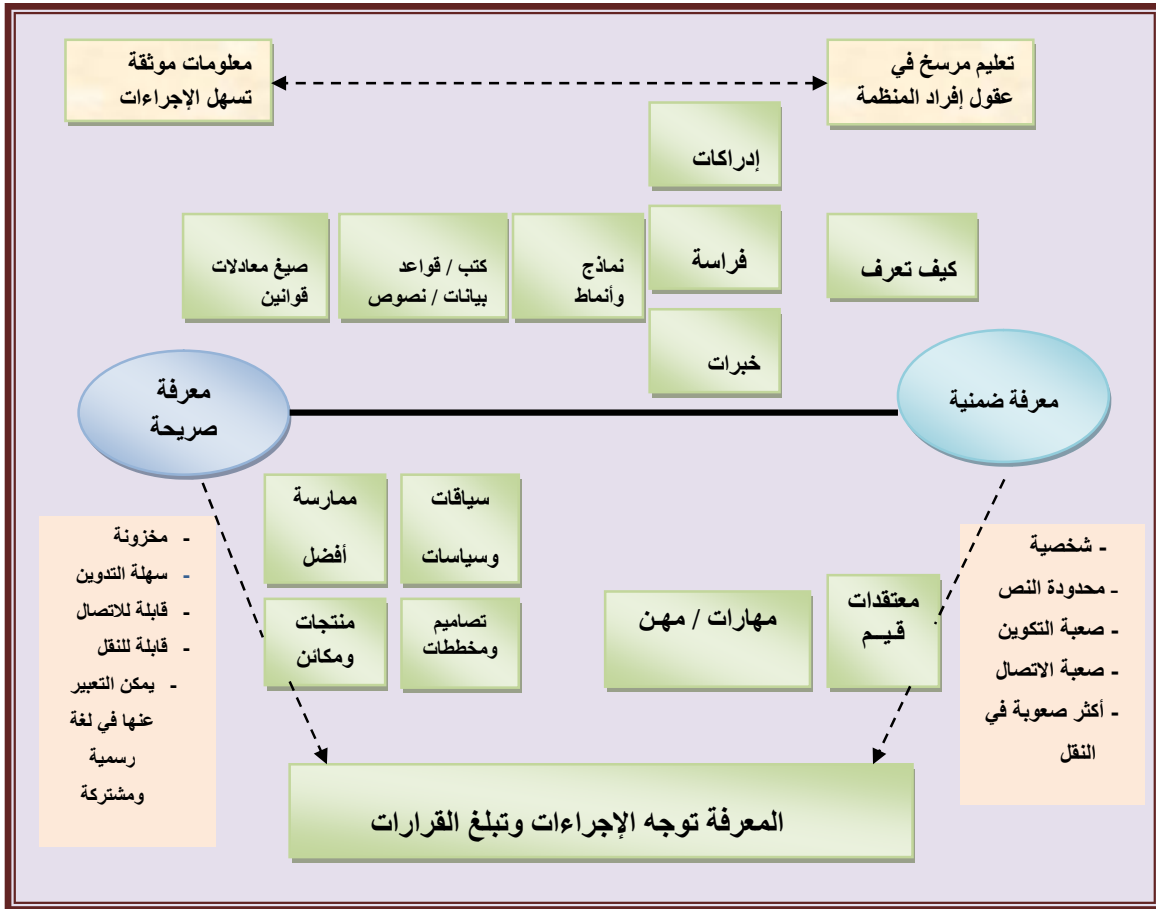 تعليم مرسخ في
عقول إفراد المنظمة
معلومات موثقة
تسهل الإجراءات
إدراكات
كيف تعرف
فراسة
نماذج
وأنماط
كتب / قواعد
بيانات / نصوص
صيغ معادلات
قوانين
خبرات
معرفة ضمنية
معرفة
صريحة
سياقات
وسياسات
ممارسة
أفضل
معتقدات
قيــم
مهارات / مهـن
تصاميم
ومخططات
منتجات
ومكائن
- شخصية
- محدودة النص
- صعبة التكوين
- صعبة الاتصال
- أكثر صعوبة في
النقل
- مخزونة
- سهلة التدوين
- قابلة للاتصال
- قابلة للنقل
- يمكن التعبير
عنها في لغة
رسمية
ومشتركة
المعرفة توجه الإجراءات وتبلغ القرارات